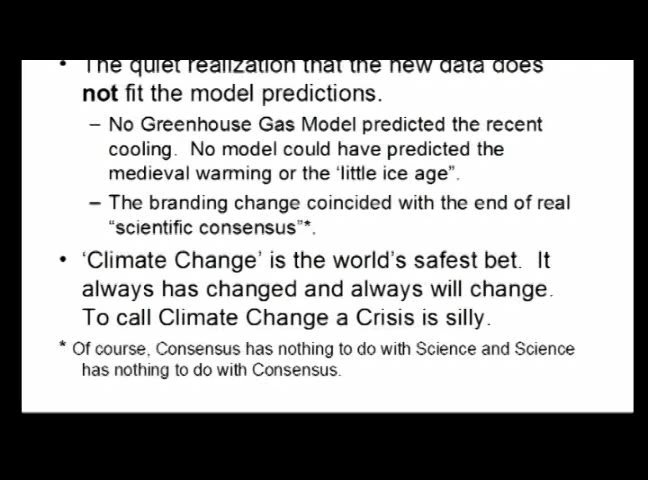 • The quiet realization that the new data does
not fit the model predictions.
– No Greenhouse Gas Model predicted the recent
cooling. No model could have predicted the
medieval warming or the ‘little ice age”.
– The branding change coincided with the end of real
“scientific consensus”*.
• ‘Climate Change’ is the world’s safest bet. It
always has changed and always will change.
To call Climate Change a Crisis is silly.
* Of course, Consensus has nothing to do with Science and Science
has nothing to do with Consensus.